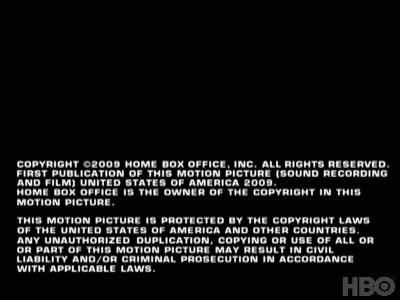 COPYRIGHT ©2009 HOME BOX OFFICE, INC. ALL RIGHTS RESERVED.
FIRST PUBLICATION OF THIS MOTION PICTURE (SOUND RECORDING
AND FILM) UNITED STATES OF AMERICA 2009.
HOME BOX OFFICE IS THE OWNER OF THE COPYRIGHT IN THIS
MOTION PICTURE.
THIS MOTION PICTURE IS PROTECTED BY THE COPYRIGHT LAWS
OF THE UNITED STATES OF AMERICA AND OTHER COUNTRIES.
ANY UNAUTHORIZED DUPLICATION, COPYING OR USE OF ALL OR
OR PART OF THIS MOTION PICTURE MAY RESULT IN CIVIL
LIABILITY AND/OR CRIMINAL PROSECUTION IN ACCORDANCE
WITH APPLICABLE LAWS.
HBO